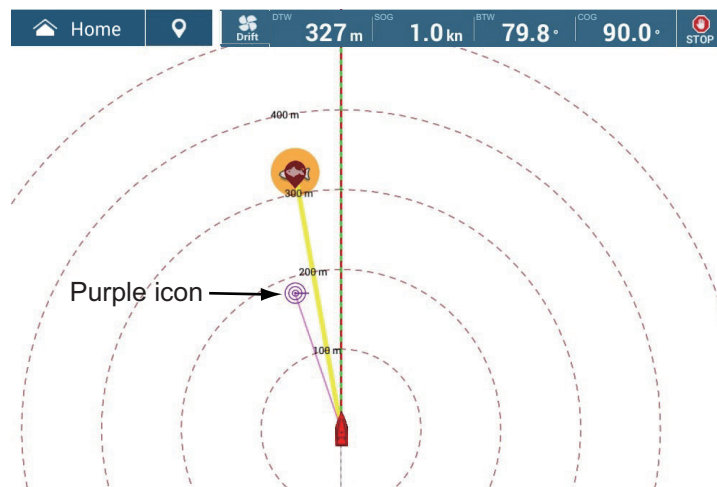 Home
Drift
DTW 327 m
SOG 1.0 kn
BTW 79.8 °
COG 90.0 °
STOP
400 m
300 m
200 m
Purple icon
100 m